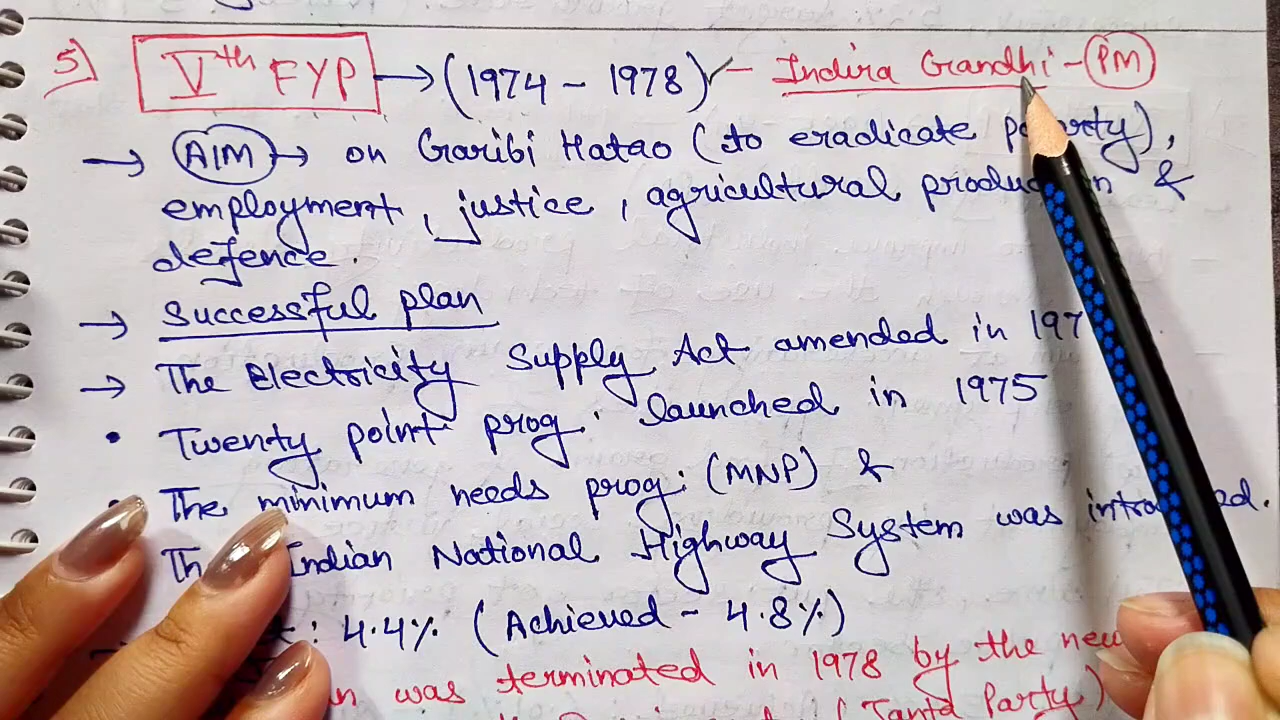 5) Vth FYP → (1974 - 1978) ✓ - Indira Gandhi - PM
→ AIM → on Garibi Hatao (to eradicate poverty),
employment, justice, agricultural production &
defence.
→ Successful plan
→ The Electricity Supply Act amended in 197
• Twenty point prog. launched in 1975
• The minimum needs prog. (MNP) &
Indian National Highway System was introduced.
: 4.4% (Achieved - 4.8%)
was terminated in 1978 by the new
(Janta Party)